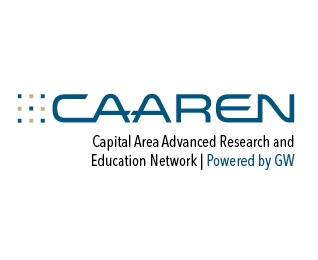 CAAREN
Capital Area Advanced Research and
Education Network | Powered by GW